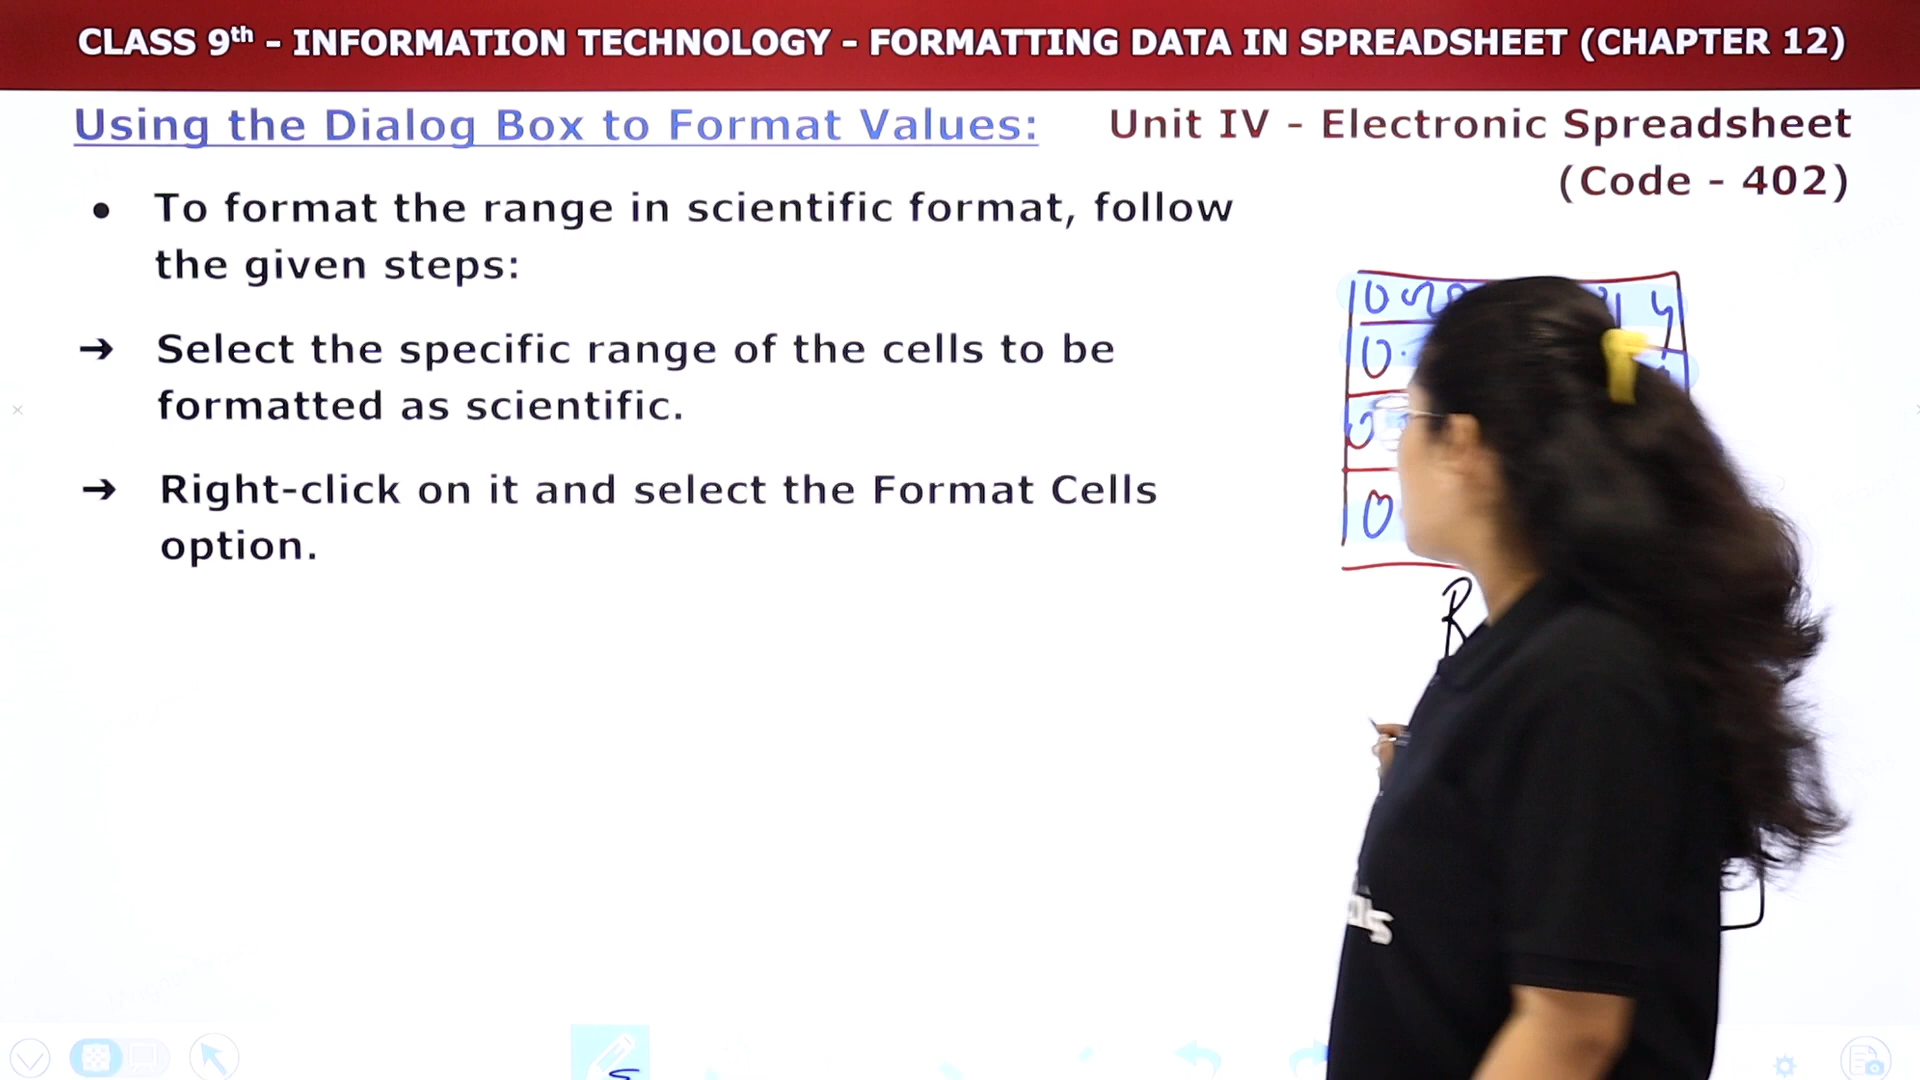 CLASS 9th - INFORMATION TECHNOLOGY - FORMATTING DATA IN SPREADSHEET (CHAPTER 12)
Using the Dialog Box to Format Values:
Unit IV - Electronic Spreadsheet
(Code - 402)
• To format the range in scientific format, follow
the given steps:
➔ Select the specific range of the cells to be
formatted as scientific.
➔ Right-click on it and select the Format Cells
option.
R